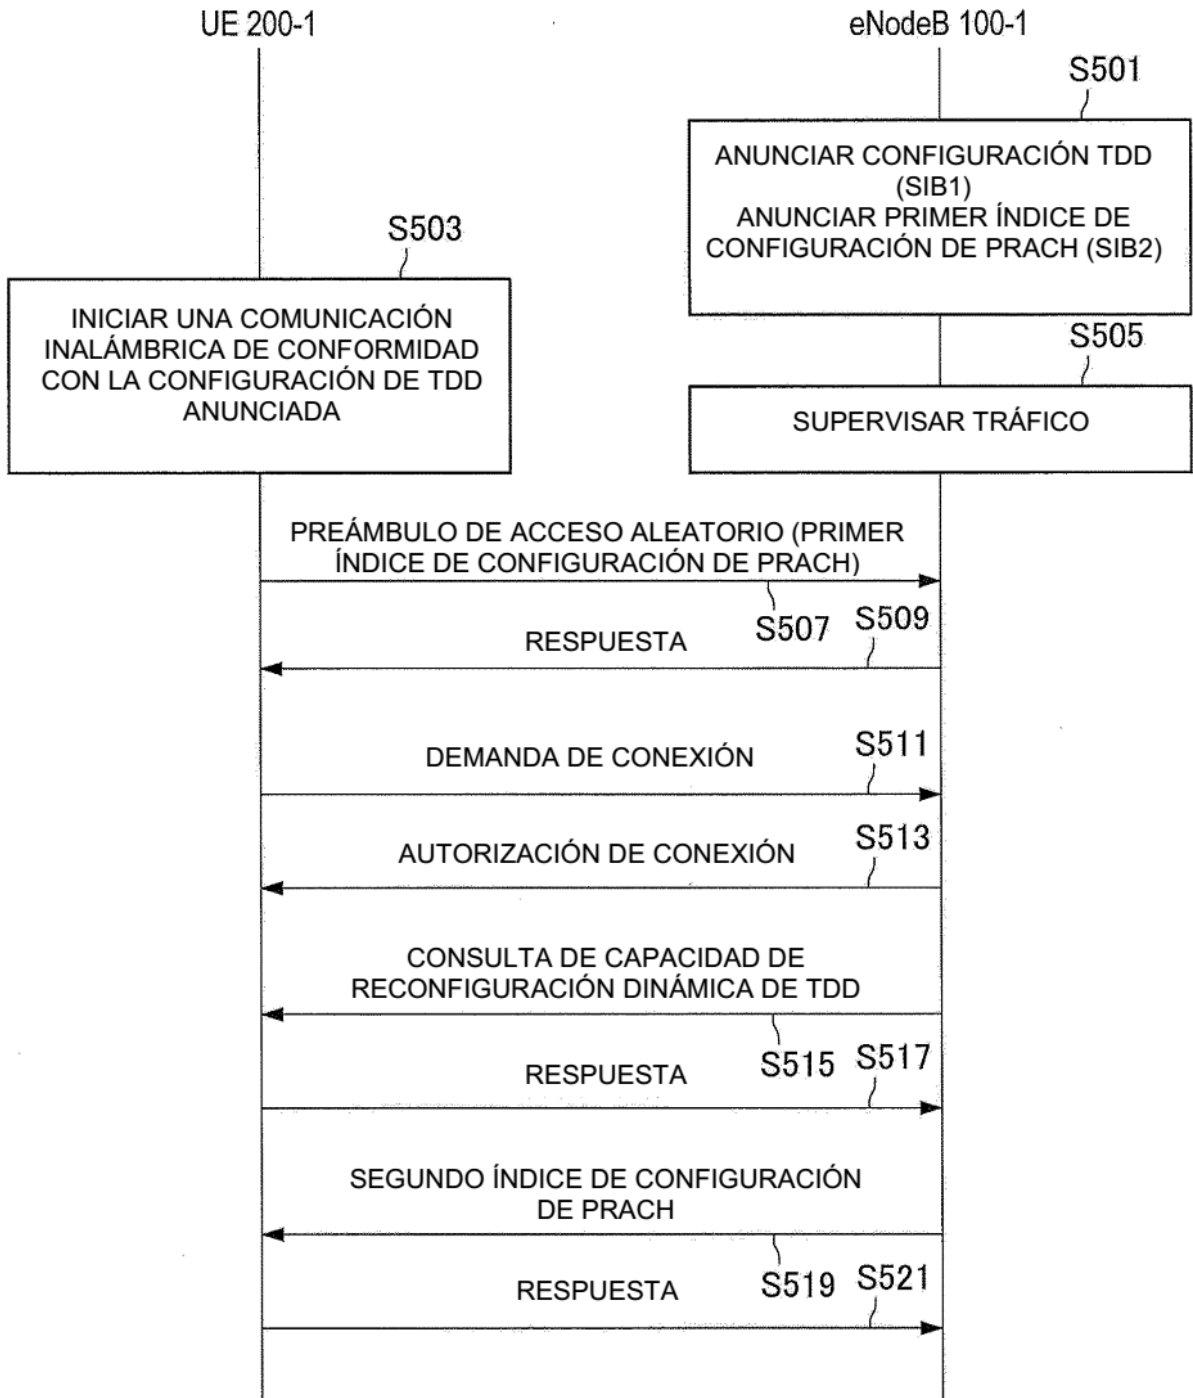 UE 200-1
eNodeB 100-1
S501
ANUNCIAR CONFIGURACIÓN TDD
(SIB1)
ANUNCIAR PRIMER ÍNDICE DE
CONFIGURACIÓN DE PRACH (SIB2)
S503
INICIAR UNA COMUNICACIÓN
INALÁMBRICA DE CONFORMIDAD
CON LA CONFIGURACIÓN DE TDD
ANUNCIADA
S505
SUPERVISAR TRÁFICO
PREÁMBULO DE ACCESO ALEATORIO (PRIMER
ÍNDICE DE CONFIGURACIÓN DE PRACH)
S507
RESPUESTA
S509
DEMANDA DE CONEXIÓN
S511
AUTORIZACIÓN DE CONEXIÓN
S513
CONSULTA DE CAPACIDAD DE
RECONFIGURACIÓN DINÁMICA DE TDD
S515
RESPUESTA
S517
SEGUNDO ÍNDICE DE CONFIGURACIÓN
DE PRACH
S519
RESPUESTA
S521